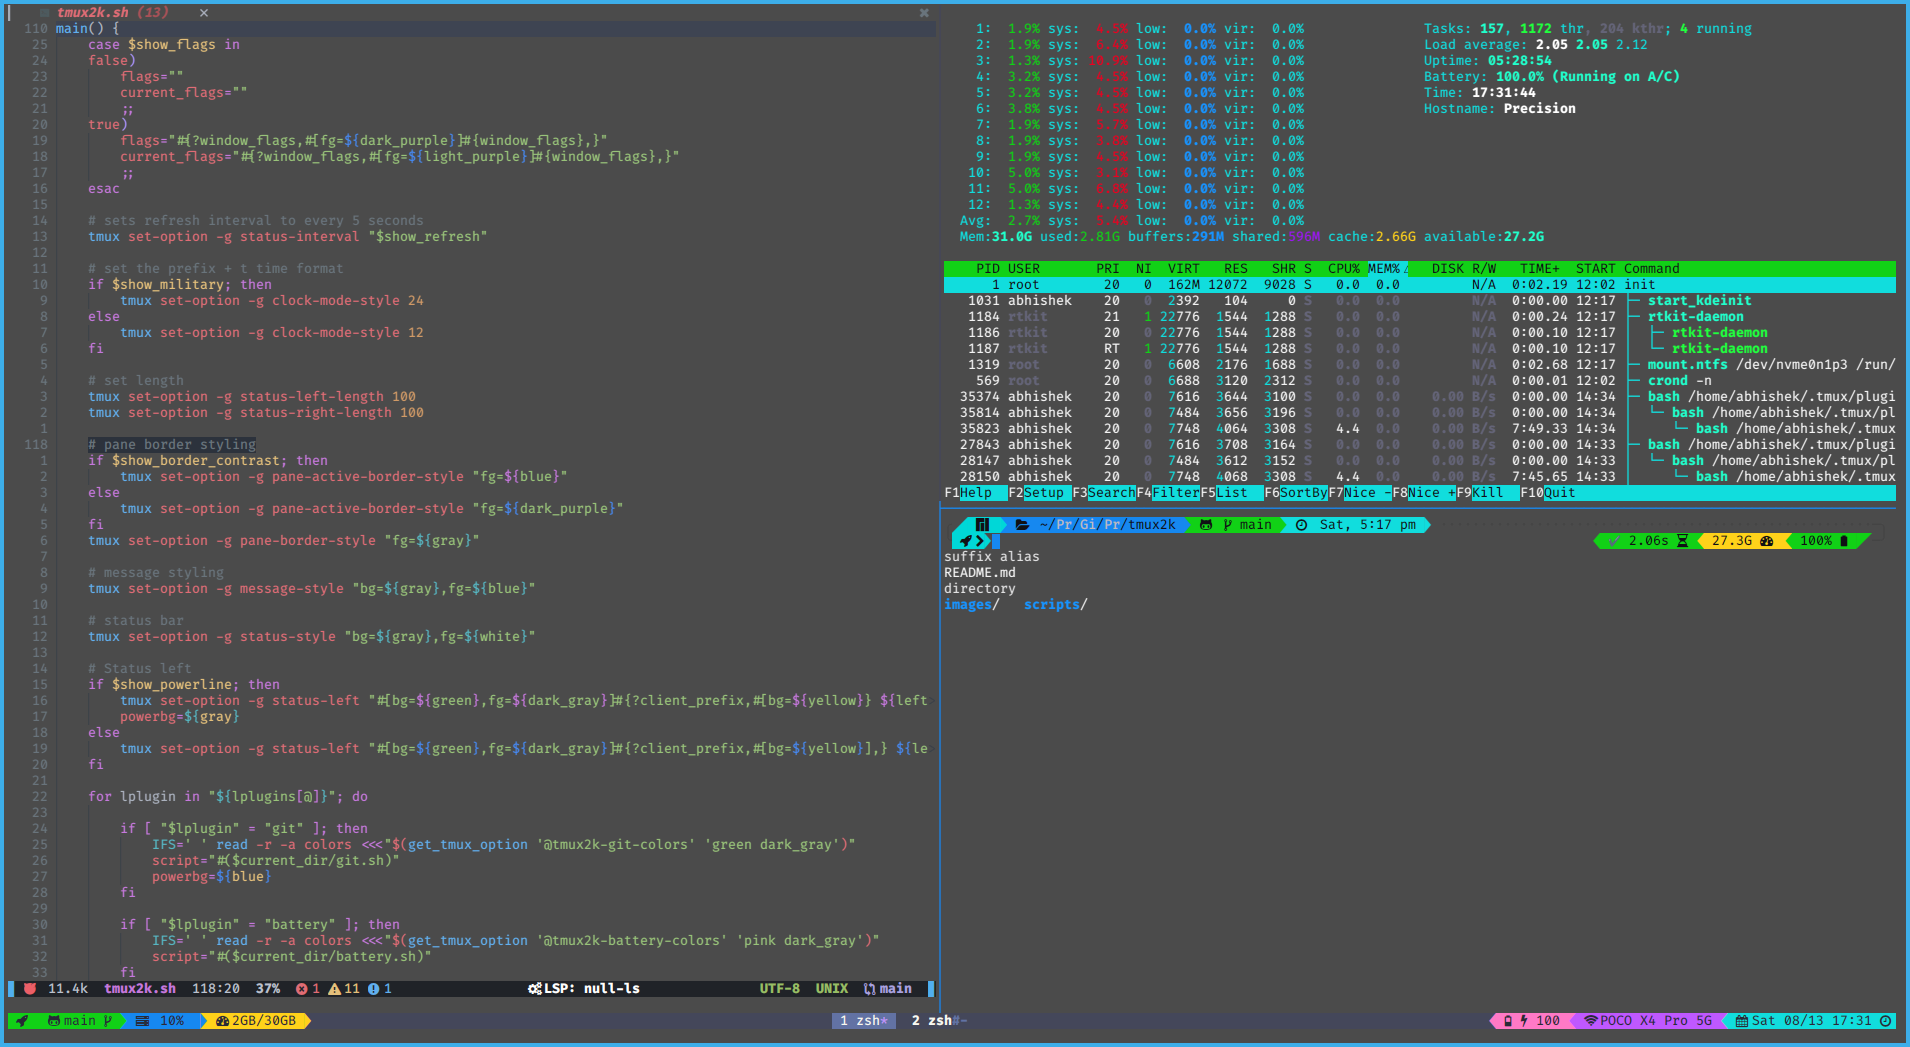 tmux2k.sh (13) × ✖
110 main() {
25 case $show_flags in
24 false)
23 flags=""
22 current_flags=""
21 ;;
20 true)
19 flags="#{?window_flags,#[fg=${dark_purple}]#{window_flags},}"
18 current_flags="#{?window_flags,#[fg=${light_purple}]#{window_flags},}"
17 ;;
16 esac
15
14 # sets refresh interval to every 5 seconds
13 tmux set-option -g status-interval "$show_refresh"
12
11 # set the prefix + t time format
10 if $show_military; then
9 tmux set-option -g clock-mode-style 24
8 else
7 tmux set-option -g clock-mode-style 12
6 fi
5
4 # set length
3 tmux set-option -g status-left-length 100
2 tmux set-option -g status-right-length 100
1
118 # pane border styling
1 if $show_border_contrast; then
2 tmux set-option -g pane-active-border-style "fg=${blue}"
3 else
4 tmux set-option -g pane-active-border-style "fg=${dark_purple}"
5 fi
6 tmux set-option -g pane-border-style "fg=${gray}"
7
8 # message styling
9 tmux set-option -g message-style "bg=${gray},fg=${blue}"
10
11 # status bar
12 tmux set-option -g status-style "bg=${gray},fg=${white}"
13
14 # Status left
15 if $show_powerline; then
16 tmux set-option -g status-left "#[bg=${green},fg=${dark_gray}]#{?client_prefix,#[bg=${yellow}} ${left
17 powerbg=${gray}
18 else
19 tmux set-option -g status-left "#[bg=${green},fg=${dark_gray}]#{?client_prefix,#[bg=${yellow}],} ${le
20 fi
21
22 for lplugin in "${lplugins[@]}"; do
23
24 if [ "$lplugin" = "git" ]; then
25 IFS=' ' read -r -a colors <<<"$(get_tmux_option '@tmux2k-git-colors' 'green dark_gray')"
26 script="#($current_dir/git.sh)"
27 powerbg=${blue}
28 fi
29
30 if [ "$lplugin" = "battery" ]; then
31 IFS=' ' read -r -a colors <<<"$(get_tmux_option '@tmux2k-battery-colors' 'pink dark_gray')"
32 script="#($current_dir/battery.sh)"
33 fi
11.4k tmux2k.sh 118:20 37% 1 11 1 LSP: null-ls UTF-8 UNIX main
1: 1.9% sys: 4.5% low: 0.0% vir: 0.0%
2: 1.9% sys: 5.4% low: 0.0% vir: 0.0%
3: 1.3% sys: 10.9% low: 0.0% vir: 0.0%
4: 3.2% sys: 4.5% low: 0.0% vir: 0.0%
5: 3.2% sys: 4.5% low: 0.0% vir: 0.0%
6: 3.8% sys: 4.5% low: 0.0% vir: 0.0%
7: 1.9% sys: 5.7% low: 0.0% vir: 0.0%
8: 1.9% sys: 3.8% low: 0.0% vir: 0.0%
9: 1.9% sys: 4.5% low: 0.0% vir: 0.0%
10: 5.0% sys: 3.1% low: 0.0% vir: 0.0%
11: 5.0% sys: 5.0% low: 0.0% vir: 0.0%
12: 1.3% sys: 4.4% low: 0.0% vir: 0.0%
Avg: 2.7% sys: 5.4% low: 0.0% vir: 0.0%
Mem:31.0G used:2.81G buffers:291M shared:596M cache:2.66G available:27.2G
Tasks: 157, 1172 thr, 204 kthr; 4 running
Load average: 2.05 2.05 2.12
Uptime: 05:28:54
Battery: 100.0% (Running on A/C)
Time: 17:31:44
Hostname: Precision
PID USER PRI NI VIRT RES SHR S CPU% MEM%△ DISK R/W TIME+ START Command
1 root 20 0 162M 12072 9028 S 0.0 0.0 N/A 0:02.19 12:02 init
1031 abhishek 20 0 2392 104 0 S 0.0 0.0 N/A 0:00.00 12:17 ├─ start_kdeinit
1184 rtkit 21 1 22776 1544 1288 S 0.0 0.0 N/A 0:00.24 12:17 ├─ rtkit-daemon
1186 rtkit 20 0 22776 1544 1288 S 0.0 0.0 N/A 0:00.10 12:17 │ ├─ rtkit-daemon
1187 rtkit RT 1 22776 1544 1288 S 0.0 0.0 N/A 0:00.10 12:17 │ └─ rtkit-daemon
1319 root 20 0 6608 2176 1688 S 0.0 0.0 N/A 0:02.68 12:17 ├─ mount.ntfs /dev/nvme0n1p3 /run/
569 root 20 0 6688 3120 2312 S 0.0 0.0 N/A 0:00.01 12:02 ├─ crond -n
35374 abhishek 20 0 7616 3644 3100 S 0.0 0.0 0.00 B/s 0:00.00 14:34 ├─ bash /home/abhishek/.tmux/plugi
35814 abhishek 20 0 7484 3656 3196 S 0.0 0.0 0.00 B/s 0:00.00 14:34 │ └─ bash /home/abhishek/.tmux/pl
35823 abhishek 20 0 7748 4064 3308 S 4.4 0.0 0.00 B/s 7:49.33 14:34 │ └─ bash /home/abhishek/.tmux
27843 abhishek 20 0 7616 3708 3164 S 0.0 0.0 0.00 B/s 0:00.00 14:33 ├─ bash /home/abhishek/.tmux/plugi
28147 abhishek 20 0 7484 3612 3152 S 0.0 0.0 0.00 B/s 0:00.00 14:33 │ └─ bash /home/abhishek/.tmux/pl
28150 abhishek 20 0 7748 4068 3308 S 4.4 0.0 0.00 B/s 7:45.65 14:33 │ └─ bash /home/abhishek/.tmux
F1Help F2Setup F3SearchF4FilterF5List F6SortByF7Nice -F8Nice +F9Kill F10Quit
~/Pr/Gi/Pr/tmux2k main Sat, 5:17 pm
✓ 2.06s 27.3G 100%
suffix alias
README.md
directory
images/ scripts/
main 10% 2GB/30GB 1 zsh* 2 zsh#- 100 POCO X4 Pro 5G Sat 08/13 17:31